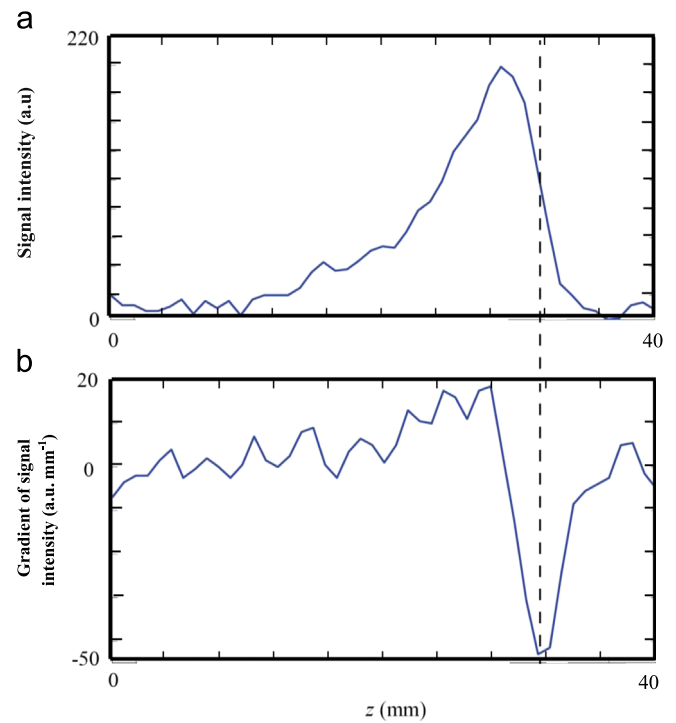 a
220
Signal intensity (a.u)
0
0
40
b
20
0
Gradient of signal
intensity (a.u. mm⁻¹)
-50
0
40
z (mm)